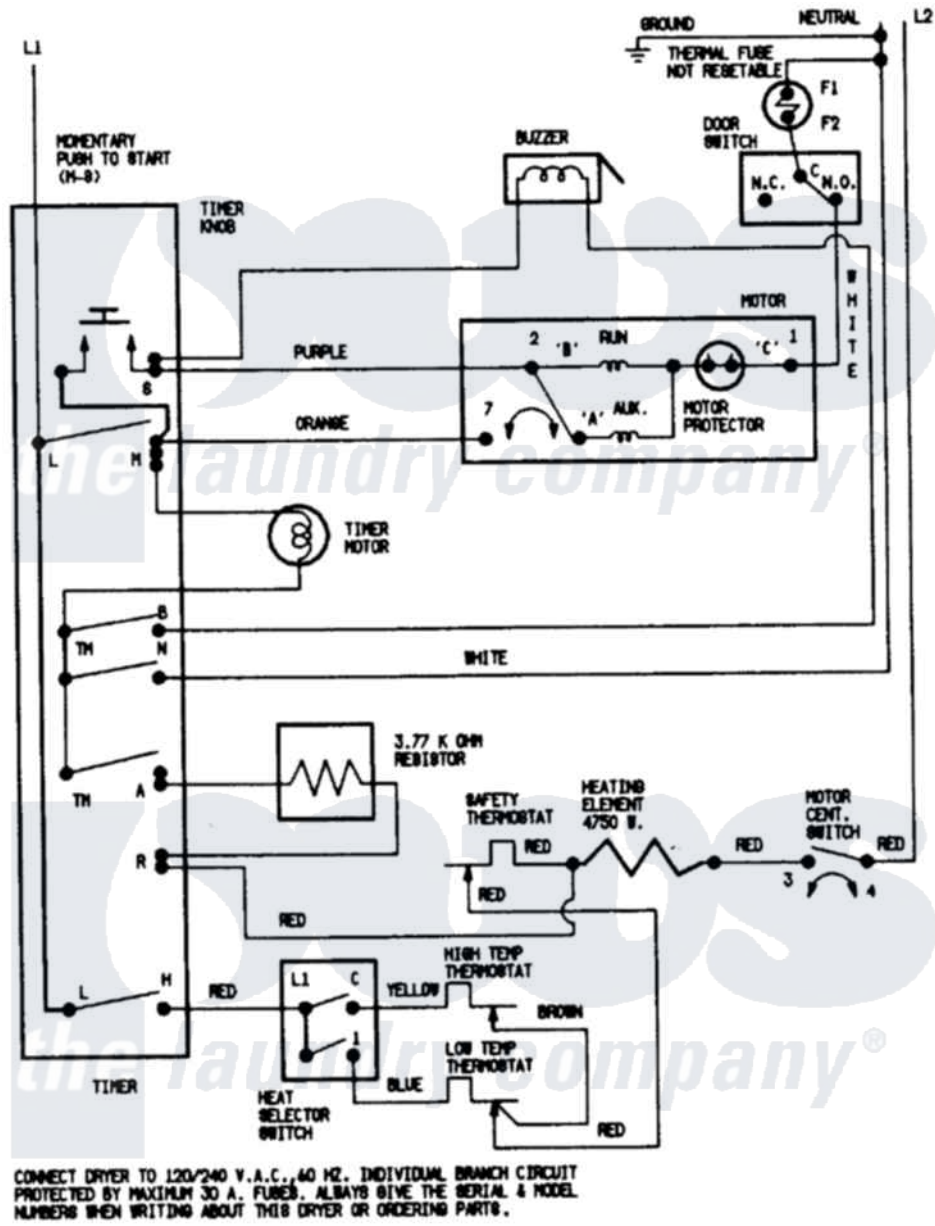 GROUND
NEUTRAL
L2
L1
THERMAL FUSE
NOT RESETABLE
F1
F2
DOOR
SWITCH
MOMENTARY
PUSH TO START
(M-S)
BUZZER
N.C.
C
N.O.
TIMER
KNOB
WHITE
MOTOR
PURPLE
2
'B'
RUN
'C'
1
S
7
'A'
AUX.
MOTOR
PROTECTOR
ORANGE
L
M
TIMER
MOTOR
B
TM
N
WHITE
3.77 K OHM
RESISTOR
TM
A
SAFETY
THERMOSTAT
HEATING
ELEMENT
4750 W.
MOTOR
CENT.
SWITCH
RED
RED
RED
R
RED
3
4
RED
HIGH TEMP
THERMOSTAT
L
H
RED
L1
C
YELLOW
BROWN
1
LOW TEMP
THERMOSTAT
BLUE
TIMER
HEAT
SELECTOR
SWITCH
RED
CONNECT DRYER TO 120/240 V.A.C.,60 HZ. INDIVIDUAL BRANCH CIRCUIT
PROTECTED BY MAXIMUM 30 A. FUSES. ALWAYS GIVE THE SERIAL & MODEL
NUMBERS WHEN WRITING ABOUT THIS DRYER OR ORDERING PARTS.
the laundry company®
the laundry company®